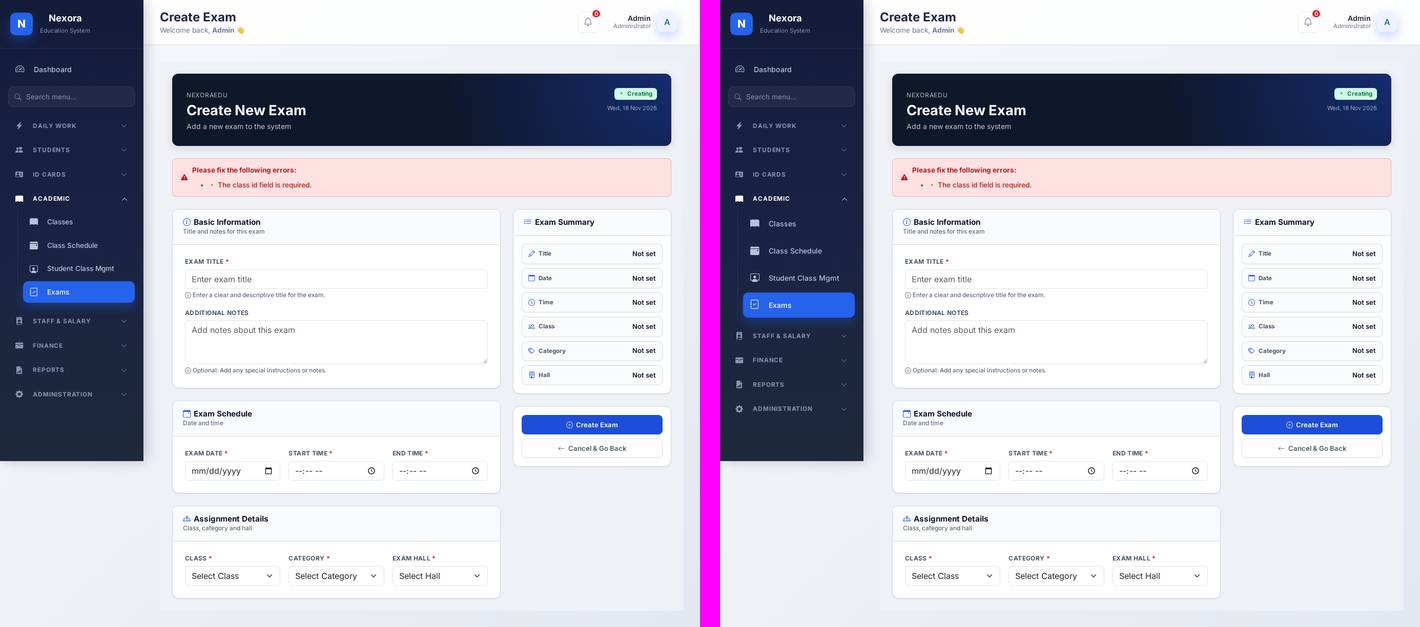 N
Nexora
Education System
Dashboard
Search menu...
DAILY WORK
STUDENTS
ID CARDS
ACADEMIC
Classes
Class Schedule
Student Class Mgmt
Exams
STAFF & SALARY
FINANCE
REPORTS
ADMINISTRATION
Create Exam
Welcome back, Admin 👋
0
Admin
Administrator
A
NEXORAEDU
Create New Exam
Add a new exam to the system
Creating
Wed, 18 Nov 2026
Please fix the following errors:
• • The class id field is required.
Basic Information
Title and notes for this exam
EXAM TITLE *
Enter exam title
Enter a clear and descriptive title for the exam.
ADDITIONAL NOTES
Add notes about this exam
Optional: Add any special instructions or notes.
Exam Schedule
Date and time
EXAM DATE * START TIME * END TIME *
mm/dd/yyyy --:-- -- --:-- --
Assignment Details
Class, category and hall
CLASS * CATEGORY * EXAM HALL *
Select Class Select Category Select Hall
Exam Summary
Title Not set
Date Not set
Time Not set
Class Not set
Category Not set
Hall Not set
Create Exam
← Cancel & Go Back
N
Nexora
Education System
Dashboard
Search menu...
DAILY WORK
STUDENTS
ID CARDS
ACADEMIC
Classes
Class Schedule
Student Class Mgmt
Exams
STAFF & SALARY
FINANCE
REPORTS
ADMINISTRATION
Create Exam
Welcome back, Admin 👋
0
Admin
Administrator
A
NEXORAEDU
Create New Exam
Add a new exam to the system
Creating
Wed, 18 Nov 2026
Please fix the following errors:
• • The class id field is required.
Basic Information
Title and notes for this exam
EXAM TITLE *
Enter exam title
Enter a clear and descriptive title for the exam.
ADDITIONAL NOTES
Add notes about this exam
Optional: Add any special instructions or notes.
Exam Schedule
Date and time
EXAM DATE * START TIME * END TIME *
mm/dd/yyyy --:-- -- --:-- --
Assignment Details
Class, category and hall
CLASS * CATEGORY * EXAM HALL *
Select Class Select Category Select Hall
Exam Summary
Title Not set
Date Not set
Time Not set
Class Not set
Category Not set
Hall Not set
Create Exam
← Cancel & Go Back